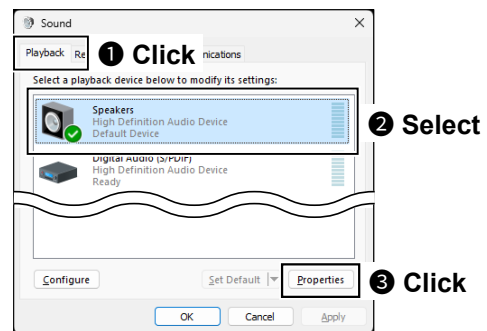 Sound
Playback Re ❶ Click nications
Select a playback device below to modify its settings:
Speakers
High Definition Audio Device
Default Device
❷ Select
Digital Audio (S/PDIF)
High Definition Audio Device
Ready
Configure Set Default Properties ❸ Click
OK Cancel Apply